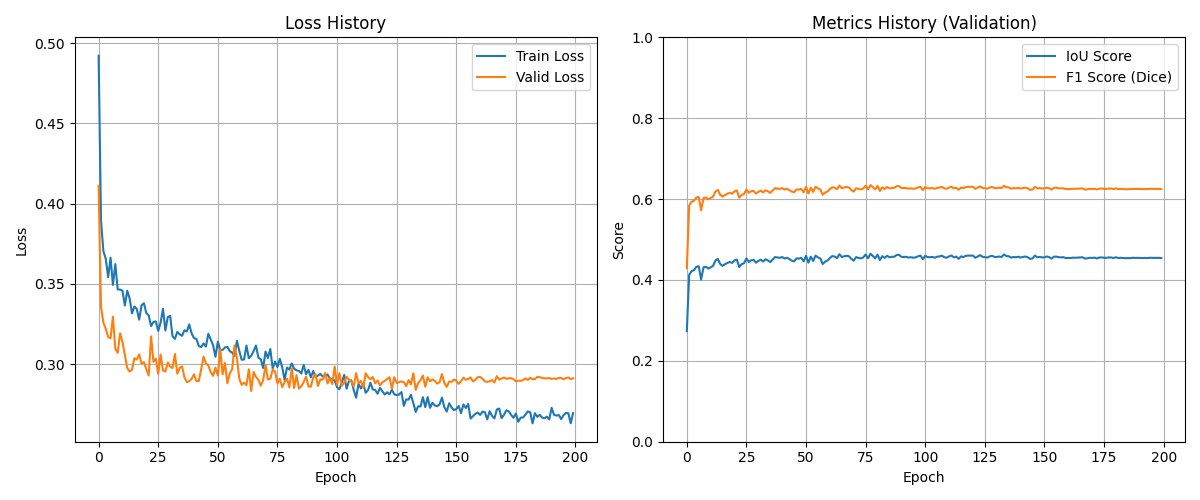 Loss History
0.50
0.45
0.40
0.35
0.30
Loss
0 25 50 75 100 125 150 175 200
Epoch
Train Loss
Valid Loss
Metrics History (Validation)
1.0
0.8
0.6
0.4
0.2
0.0
Score
0 25 50 75 100 125 150 175 200
Epoch
IoU Score
F1 Score (Dice)